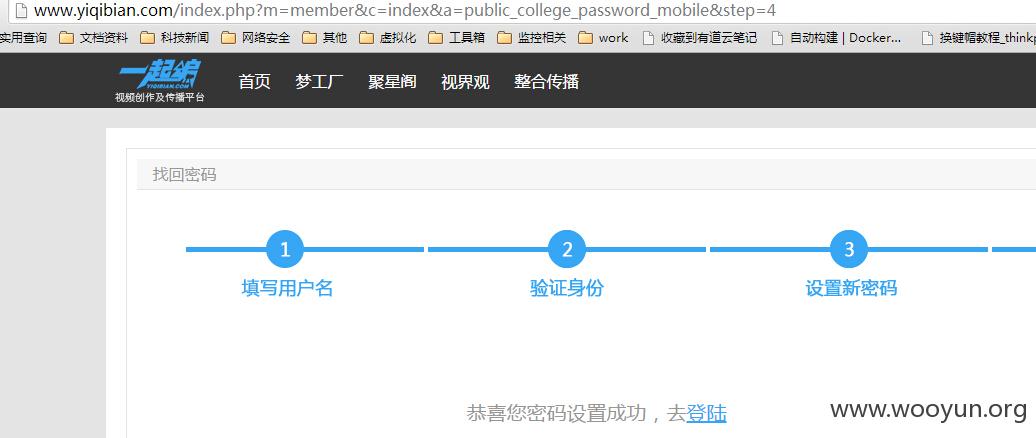 www.yiqibian.com/index.php?m=member&c=index&a=public_college_password_mobile&step=4
实用查询 文档资料 科技新闻 网络安全 其他 虚拟化 工具箱 监控相关 work 收藏到有道云笔记 自动构建 | Docker... 换键帽教程_thinkp
一起编
YIQIBIAN.COM
视频创作及传播平台
首页 梦工厂 聚星阁 视界观 整合传播
找回密码
1 2 3
填写用户名 验证身份 设置新密码
恭喜您密码设置成功，去登陆
www.wooyun.org